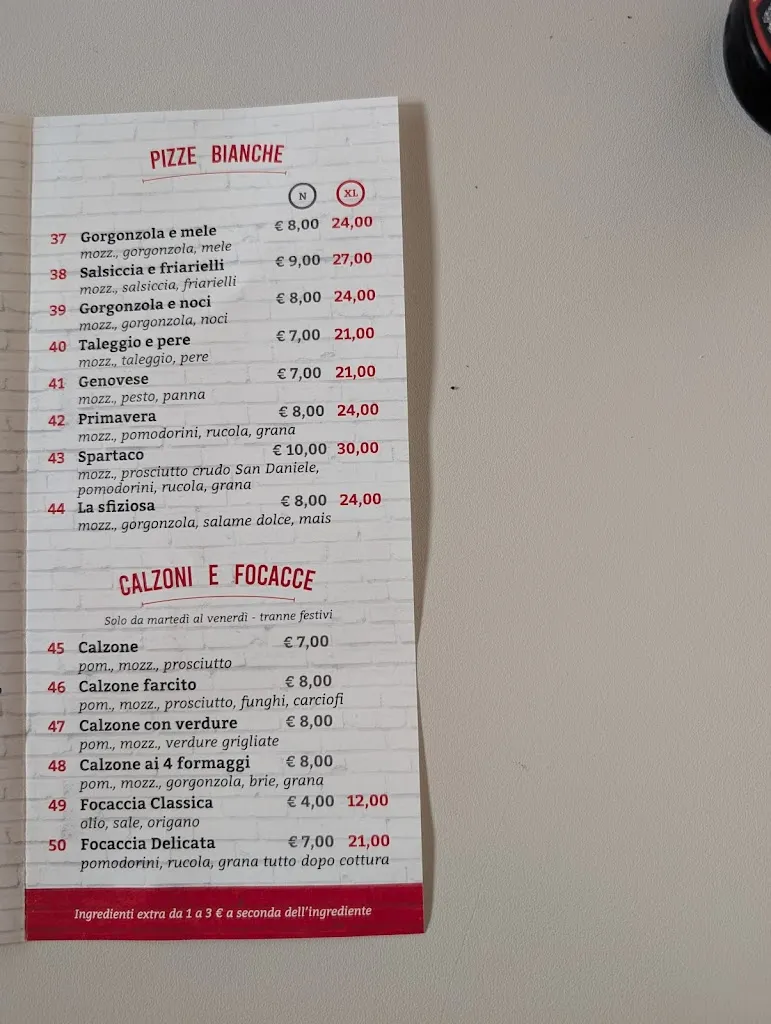 PIZZE BIANCHE
N XL
37 Gorgonzola e mele € 8,00 24,00
mozz., gorgonzola, mele
38 Salsiccia e friarielli € 9,00 27,00
mozz., salsiccia, friarielli
39 Gorgonzola e noci € 8,00 24,00
mozz., gorgonzola, noci
40 Taleggio e pere € 7,00 21,00
mozz., taleggio, pere
41 Genovese € 7,00 21,00
mozz., pesto, panna
42 Primavera € 8,00 24,00
mozz., pomodorini, rucola, grana
43 Spartaco € 10,00 30,00
mozz., prosciutto crudo San Daniele,
pomodorini, rucola, grana
44 La sfiziosa € 8,00 24,00
mozz., gorgonzola, salame dolce, mais
CALZONI E FOCACCE
Solo da martedì al venerdì - tranne festivi
45 Calzone € 7,00
pom., mozz., prosciutto
46 Calzone farcito € 8,00
pom., mozz., prosciutto, funghi, carciofi
47 Calzone con verdure € 8,00
pom., mozz., verdure grigliate
48 Calzone ai 4 formaggi € 8,00
pom., mozz., gorgonzola, brie, grana
49 Focaccia Classica € 4,00 12,00
olio, sale, origano
50 Focaccia Delicata € 7,00 21,00
pomodorini, rucola, grana tutto dopo cottura
Ingredienti extra da 1 a 3 € a seconda dell'ingrediente